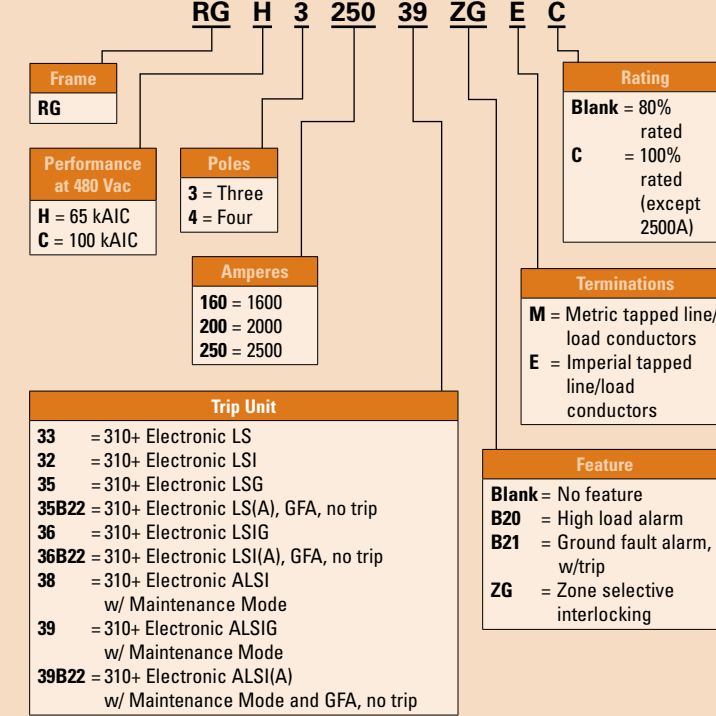 RG H 3 250 39 ZG E C
Frame
RG
Performance
at 480 Vac
H = 65 kAIC
C = 100 kAIC
Poles
3 = Three
4 = Four
Amperes
160 = 1600
200 = 2000
250 = 2500
Trip Unit
33 = 310+ Electronic LS
32 = 310+ Electronic LSI
35 = 310+ Electronic LSG
35B22 = 310+ Electronic LS(A), GFA, no trip
36 = 310+ Electronic LSIG
36B22 = 310+ Electronic LSI(A), GFA, no trip
38 = 310+ Electronic ALSI
w/ Maintenance Mode
39 = 310+ Electronic ALSIG
w/ Maintenance Mode
39B22 = 310+ Electronic ALSI(A)
w/ Maintenance Mode and GFA, no trip
Rating
Blank = 80%
rated
C = 100%
rated
(except
2500A)
Terminations
M = Metric tapped line/
load conductors
E = Imperial tapped
line/load
conductors
Feature
Blank = No feature
B20 = High load alarm
B21 = Ground fault alarm,
w/trip
ZG = Zone selective
interlocking